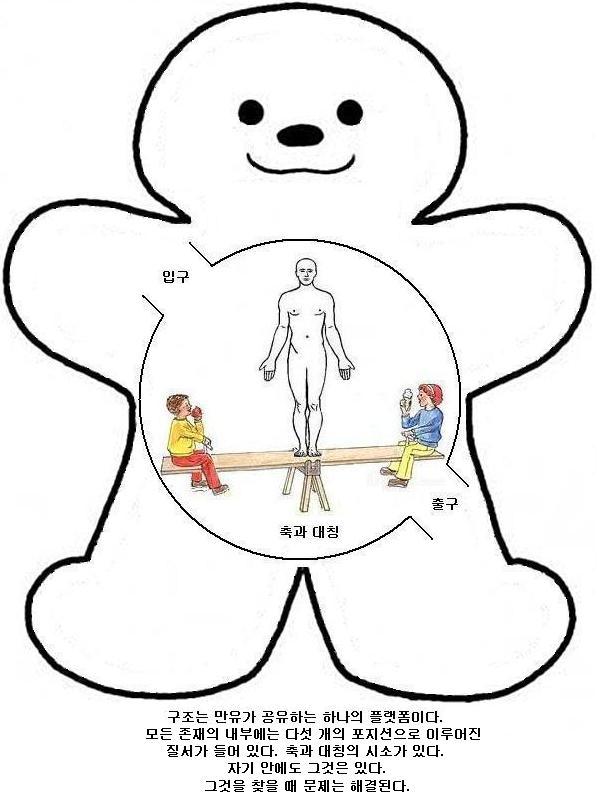 입구
출구
축과 대칭
구조는 만유가 공유하는 하나의 플랫폼이다.
모든 존재의 내부에는 다섯 개의 포지션으로 이루어진
질서가 들어 있다. 축과 대칭의 시소가 있다.
자기 안에도 그것은 있다.
그것을 찾을 때 문제는 해결된다.